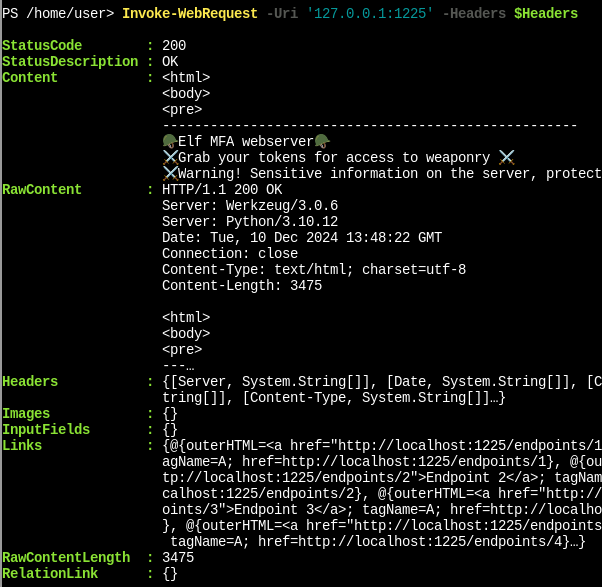 PS /home/user> Invoke-WebRequest -Uri '127.0.0.1:1225' -Headers $Headers
StatusCode        : 200
StatusDescription : OK
Content           : <html>
                    <body>
                    <pre>
                    ----------------------------------------------------
                    🪖Elf MFA webserver🪖
                    ⚔️Grab your tokens for access to weaponry ⚔️
                    ⚔️Warning! Sensitive information on the server, protect
RawContent        : HTTP/1.1 200 OK
                    Server: Werkzeug/3.0.6
                    Server: Python/3.10.12
                    Date: Tue, 10 Dec 2024 13:48:22 GMT
                    Connection: close
                    Content-Type: text/html; charset=utf-8
                    Content-Length: 3475
                    <html>
                    <body>
                    <pre>
                    ---…
Headers           : {[Server, System.String[]], [Date, System.String[]], [C
                    tring[]], [Content-Type, System.String[]]…}
Images            : {}
InputFields       : {}
Links             : {@{outerHTML=<a href="http://localhost:1225/endpoints/1
                    agName=A; href=http://localhost:1225/endpoints/1}, @{ou
                    tp://localhost:1225/endpoints/2">Endpoint 2</a>; tagNam
                    calhost:1225/endpoints/2}, @{outerHTML=<a href="http://
                    oints/3">Endpoint 3</a>; tagName=A; href=http://localho
                    }, @{outerHTML=<a href="http://localhost:1225/endpoints
                     tagName=A; href=http://localhost:1225/endpoints/4}…}
RawContentLength  : 3475
RelationLink      : {}